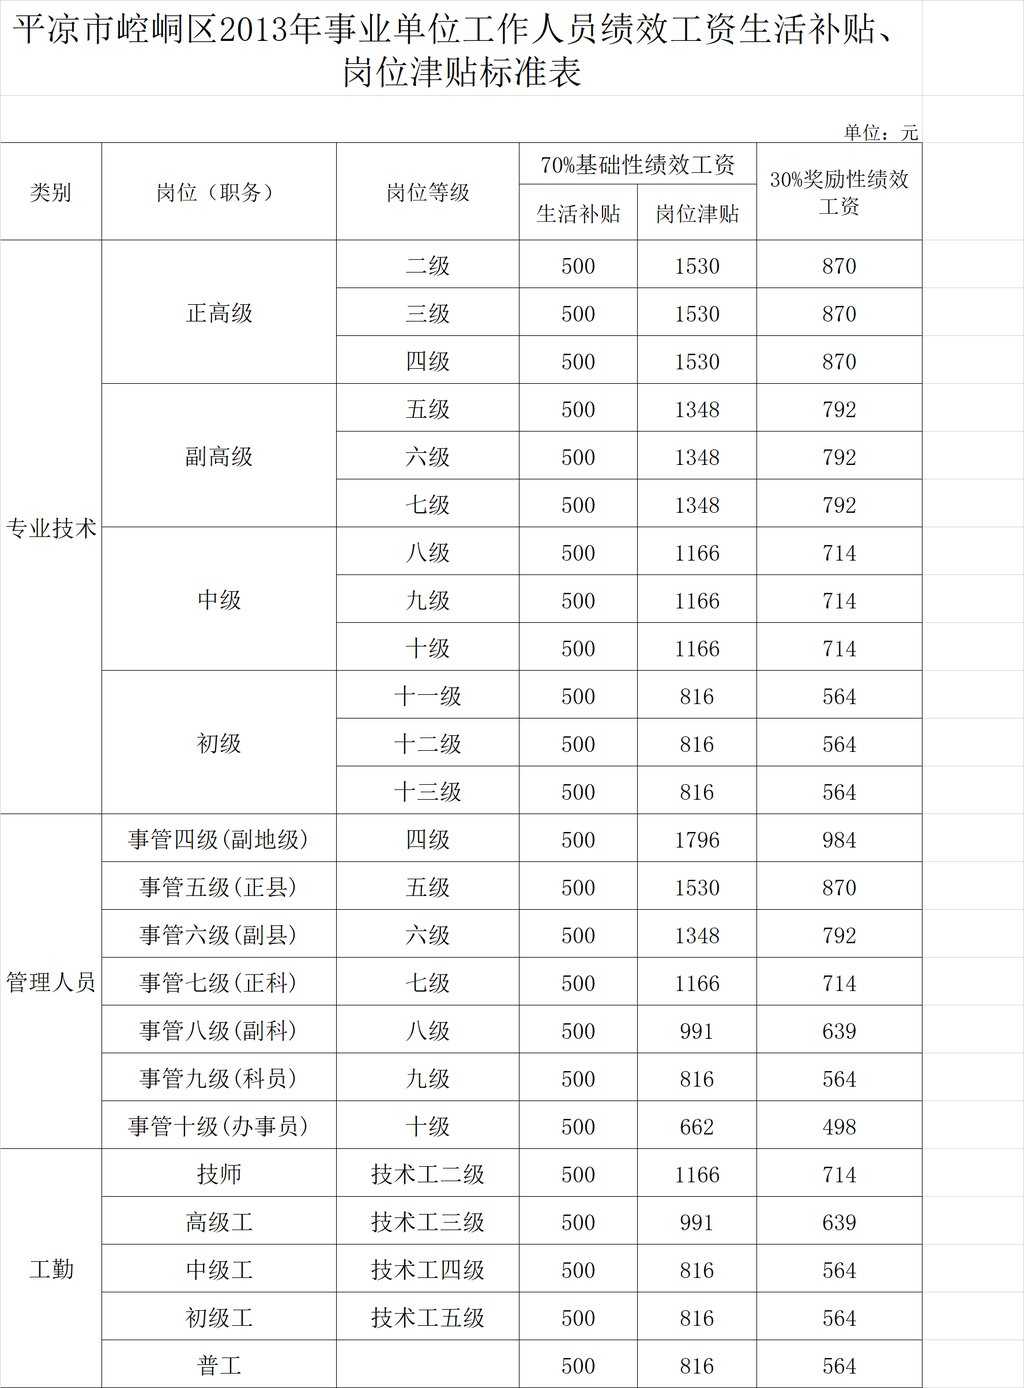 平凉市崆峒区2013年事业单位工作人员绩效工资生活补贴、
岗位津贴标准表
单位：元
类别 岗位（职务） 岗位等级 70%基础性绩效工资 30%奖励性绩效工资
生活补贴 岗位津贴
专业技术 正高级 二级 500 1530 870
三级 500 1530 870
四级 500 1530 870
副高级 五级 500 1348 792
六级 500 1348 792
七级 500 1348 792
中级 八级 500 1166 714
九级 500 1166 714
十级 500 1166 714
初级 十一级 500 816 564
十二级 500 816 564
十三级 500 816 564
管理人员 事管四级(副地级) 四级 500 1796 984
事管五级(正县) 五级 500 1530 870
事管六级(副县) 六级 500 1348 792
事管七级(正科) 七级 500 1166 714
事管八级(副科) 八级 500 991 639
事管九级(科员) 九级 500 816 564
事管十级(办事员) 十级 500 662 498
工勤 技师 技术工二级 500 1166 714
高级工 技术工三级 500 991 639
中级工 技术工四级 500 816 564
初级工 技术工五级 500 816 564
普工 500 816 564